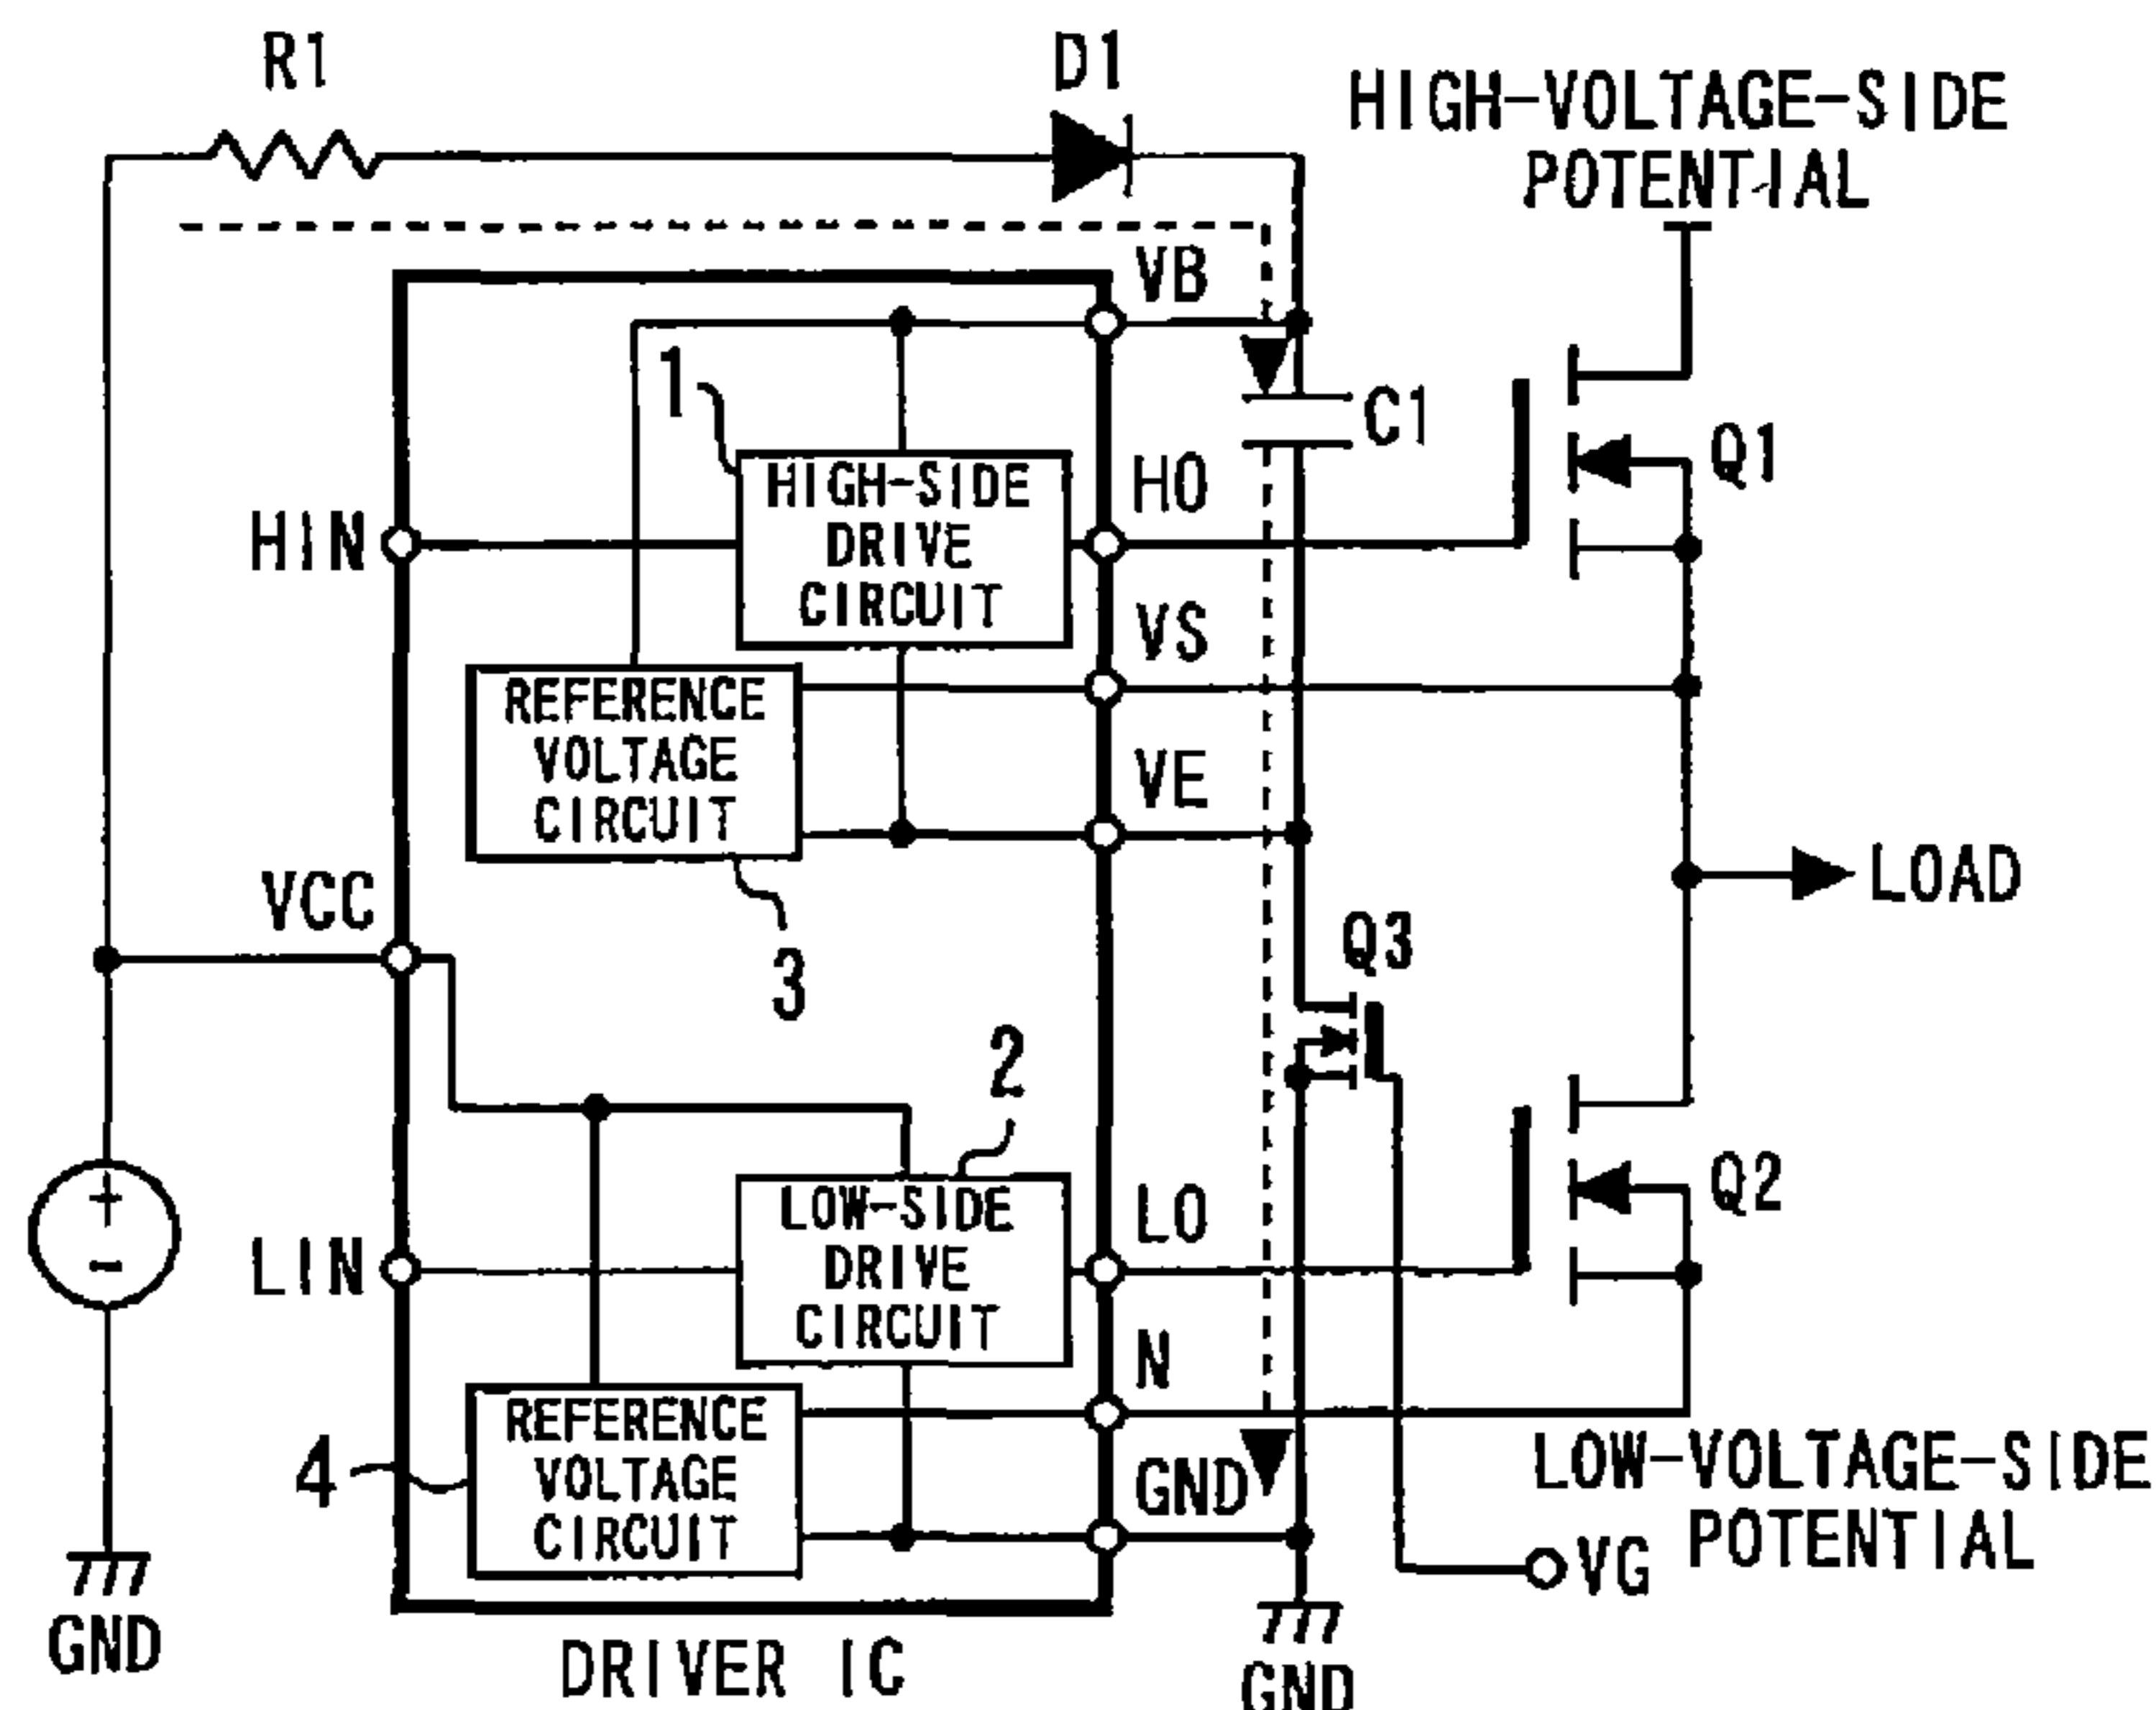 R1
D1
HIGH-VOLTAGE-SIDE
POTENTIAL
VB
1
C1
HIGH-SIDE
DRIVE
CIRCUIT
HO
Q1
HIN
VS
REFERENCE
VOLTAGE
CIRCUIT
VE
VCC
LOAD
3
Q3
2
+
-
LOW-SIDE
DRIVE
CIRCUIT
LO
Q2
LIN
N
REFERENCE
VOLTAGE
CIRCUIT
4
GND
LOW-VOLTAGE-SIDE
POTENTIAL
VG
GND
DRIVER IC
GND